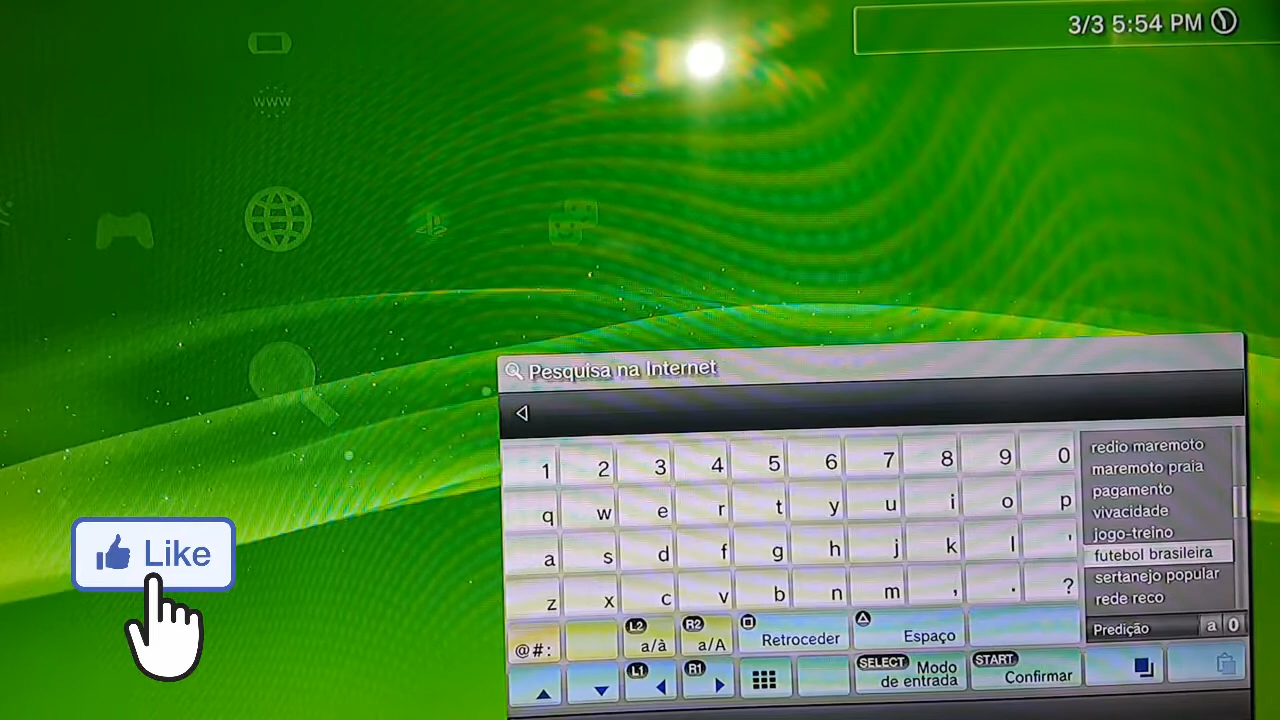 3/3 5:54 PM
www
Pesquisa na Internet
1 2 3 4 5 6 7 8 9 0
q w e r t y u i o p
a s d f g h j k l '
z x c v b n m , . ?
@#: L2 a/à R2 a/A Retroceder Espaço
L1 R1 SELECT Modo de entrada START Confirmar
redio maremoto
maremoto praia
pagamento
vivacidade
jogo-treino
futebol brasileira
sertanejo popular
rede reco
Predição a 0
Like